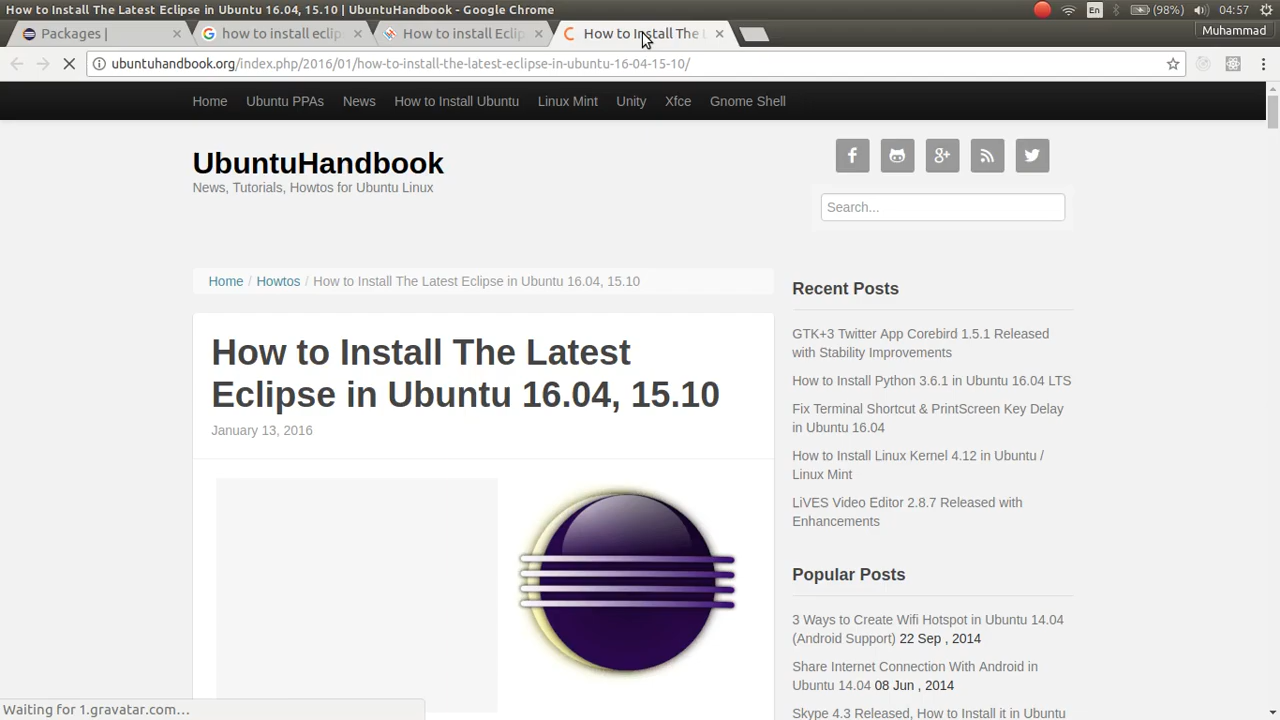 How to Install The Latest Eclipse in Ubuntu 16.04, 15.10 | UbuntuHandbook - Google Chrome
En
(98%)
04:57
Packages |
how to install eclip
How to install Eclip
How to Install The L
Muhammad
ubuntuhandbook.org/index.php/2016/01/how-to-install-the-latest-eclipse-in-ubuntu-16-04-15-10/
Home
Ubuntu PPAs
News
How to Install Ubuntu
Linux Mint
Unity
Xfce
Gnome Shell
UbuntuHandbook
News, Tutorials, Howtos for Ubuntu Linux
Search...
Home / Howtos / How to Install The Latest Eclipse in Ubuntu 16.04, 15.10
How to Install The Latest
Eclipse in Ubuntu 16.04, 15.10
January 13, 2016
Recent Posts
GTK+3 Twitter App Corebird 1.5.1 Released
with Stability Improvements
How to Install Python 3.6.1 in Ubuntu 16.04 LTS
Fix Terminal Shortcut & PrintScreen Key Delay
in Ubuntu 16.04
How to Install Linux Kernel 4.12 in Ubuntu /
Linux Mint
LiVES Video Editor 2.8.7 Released with
Enhancements
Popular Posts
3 Ways to Create Wifi Hotspot in Ubuntu 14.04
(Android Support) 22 Sep , 2014
Share Internet Connection With Android in
Ubuntu 14.04 08 Jun , 2014
Skype 4.3 Released, How to Install it in Ubuntu
Waiting for 1.gravatar.com...